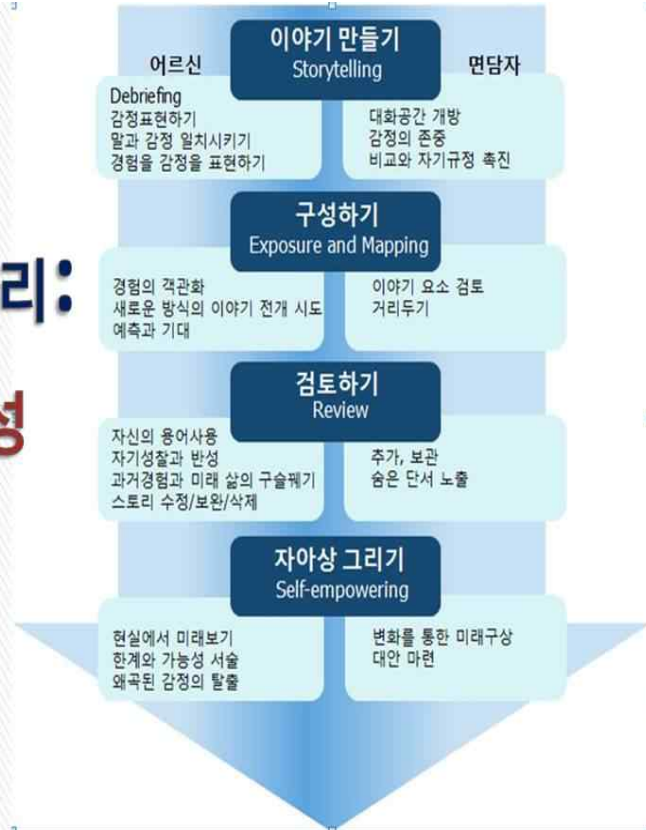 이야기 만들기
Storytelling
어르신
면담자
Debriefing
감정표현하기
말과 감정 일치시키기
경험을 감정을 표현하기
대화공간 개방
감정의 존중
비교와 자기규정 촉진
구성하기
Exposure and Mapping
리:
경험의 객관화
새로운 방식의 이야기 전개 시도
예측과 기대
이야기 요소 검토
거리두기
검토하기
Review
성
자신의 용어사용
자기성찰과 반성
과거경험과 미래 삶의 구슬꿰기
스토리 수정/보완/삭제
추가, 보관
숨은 단서 노출
자아상 그리기
Self-empowering
현실에서 미래보기
한계와 가능성 서술
왜곡된 감정의 탈출
변화를 통한 미래구상
대안 마련